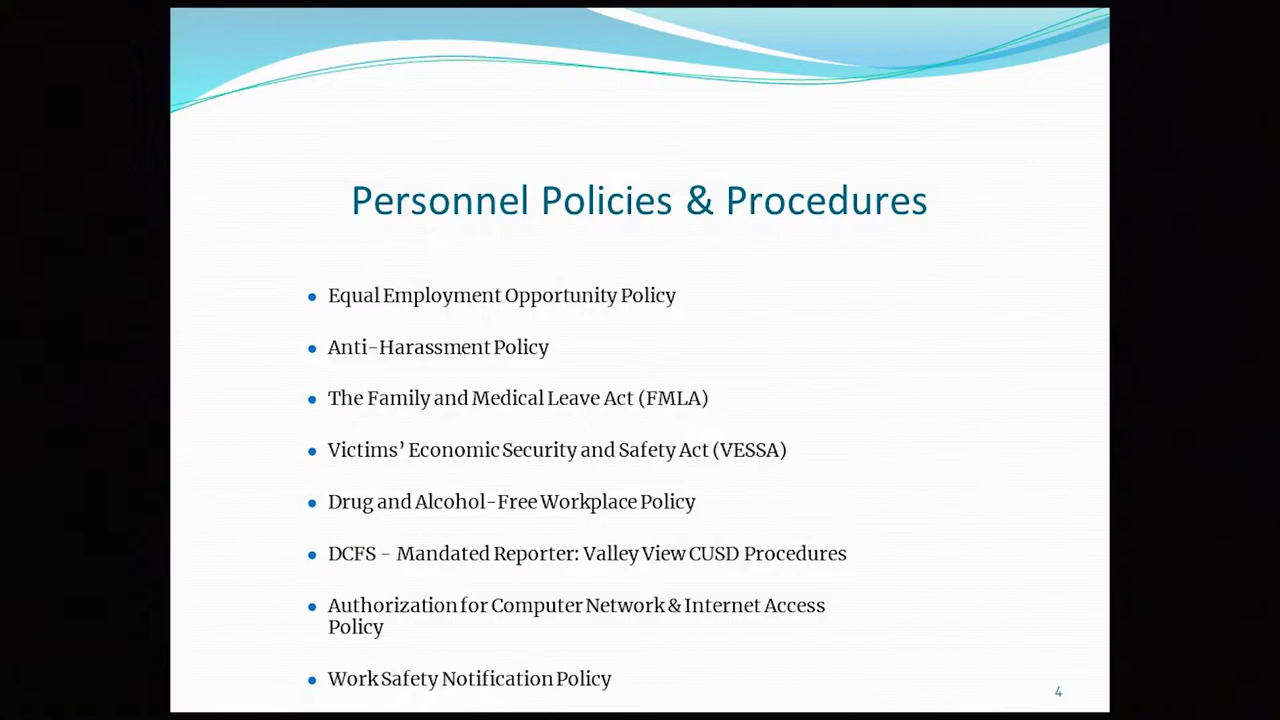 Personnel Policies & Procedures
• Equal Employment Opportunity Policy
• Anti-Harassment Policy
• The Family and Medical Leave Act (FMLA)
• Victims’ Economic Security and Safety Act (VESSA)
• Drug and Alcohol-Free Workplace Policy
• DCFS - Mandated Reporter: Valley View CUSD Procedures
• Authorization for Computer Network & Internet Access
Policy
• Work Safety Notification Policy
4